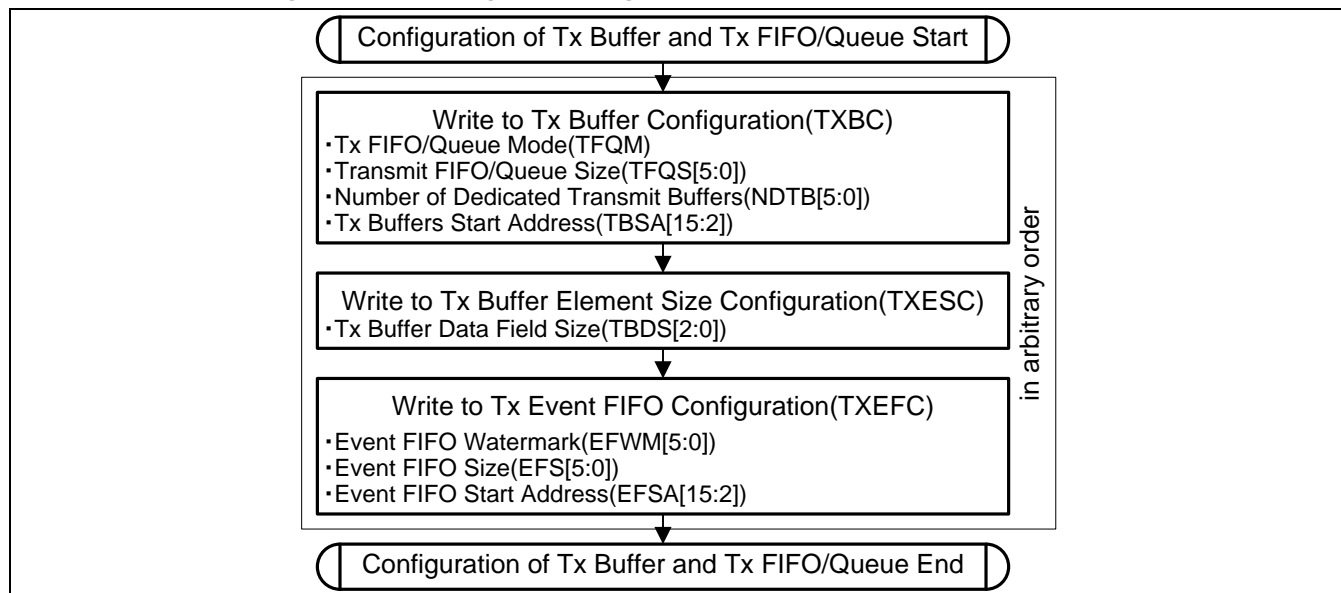 Configuration of Tx Buffer and Tx FIFO/Queue Start
Write to Tx Buffer Configuration(TXBC)
・Tx FIFO/Queue Mode(TFQM)
・Transmit FIFO/Queue Size(TFQS[5:0])
・Number of Dedicated Transmit Buffers(NDTB[5:0])
・Tx Buffers Start Address(TBSA[15:2])
Write to Tx Buffer Element Size Configuration(TXESC)
・Tx Buffer Data Field Size(TBDS[2:0])
Write to Tx Event FIFO Configuration(TXEFC)
・Event FIFO Watermark(EFWM[5:0])
・Event FIFO Size(EFS[5:0])
・Event FIFO Start Address(EFSA[15:2])
in arbitrary order
Configuration of Tx Buffer and Tx FIFO/Queue End